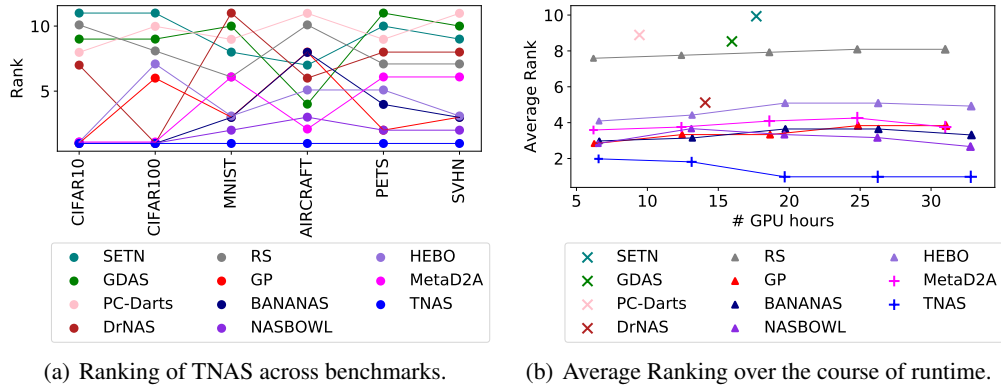 10
5
Rank
CIFAR10
CIFAR100
MNIST
AIRCRAFT
PETS
SVHN
SETN
RS
HEBO
GDAS
GP
MetaD2A
PC-Darts
BANANAS
TNAS
DrNAS
NASBOWL
(a) Ranking of TNAS across benchmarks.
10
8
6
4
2
Average Rank
5 10 15 20 25 30
# GPU hours
SETN
RS
HEBO
GDAS
GP
MetaD2A
PC-Darts
BANANAS
TNAS
DrNAS
NASBOWL
(b) Average Ranking over the course of runtime.